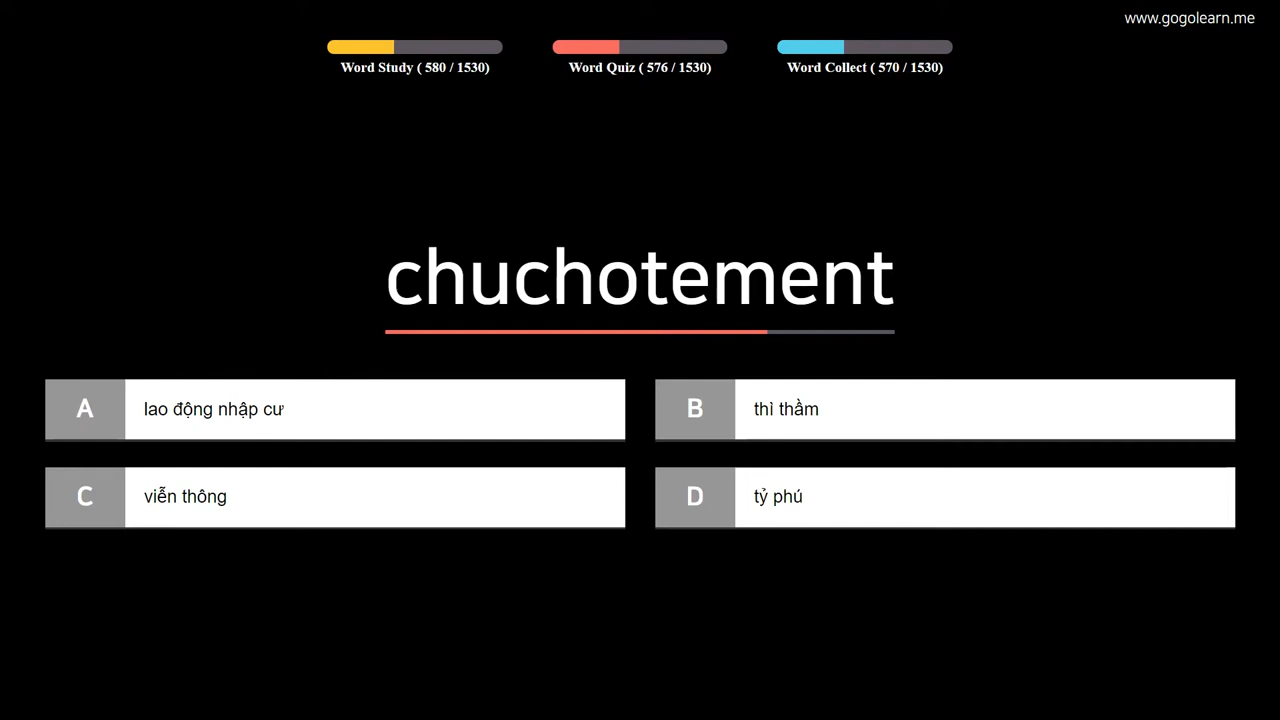 www.gogolearn.me
Word Study ( 580 / 1530)
Word Quiz ( 576 / 1530)
Word Collect ( 570 / 1530)
chuchotement
A lao động nhập cư
B thì thầm
C viễn thông
D tỷ phú